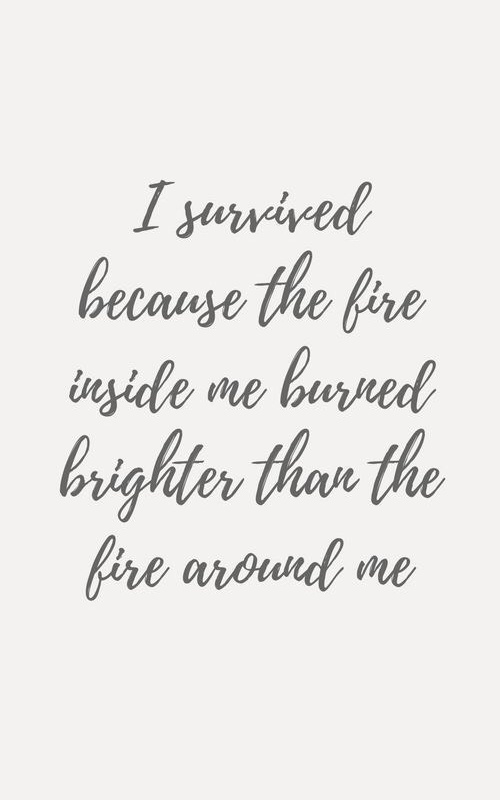 I survived
because the fire
inside me burned
brighter than the
fire around me